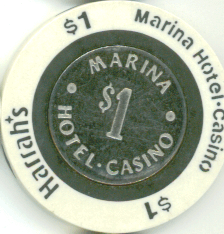 $1
Marina Hotel Casino
$1
Harrah's
MARINA
$1
HOTEL·CASINO